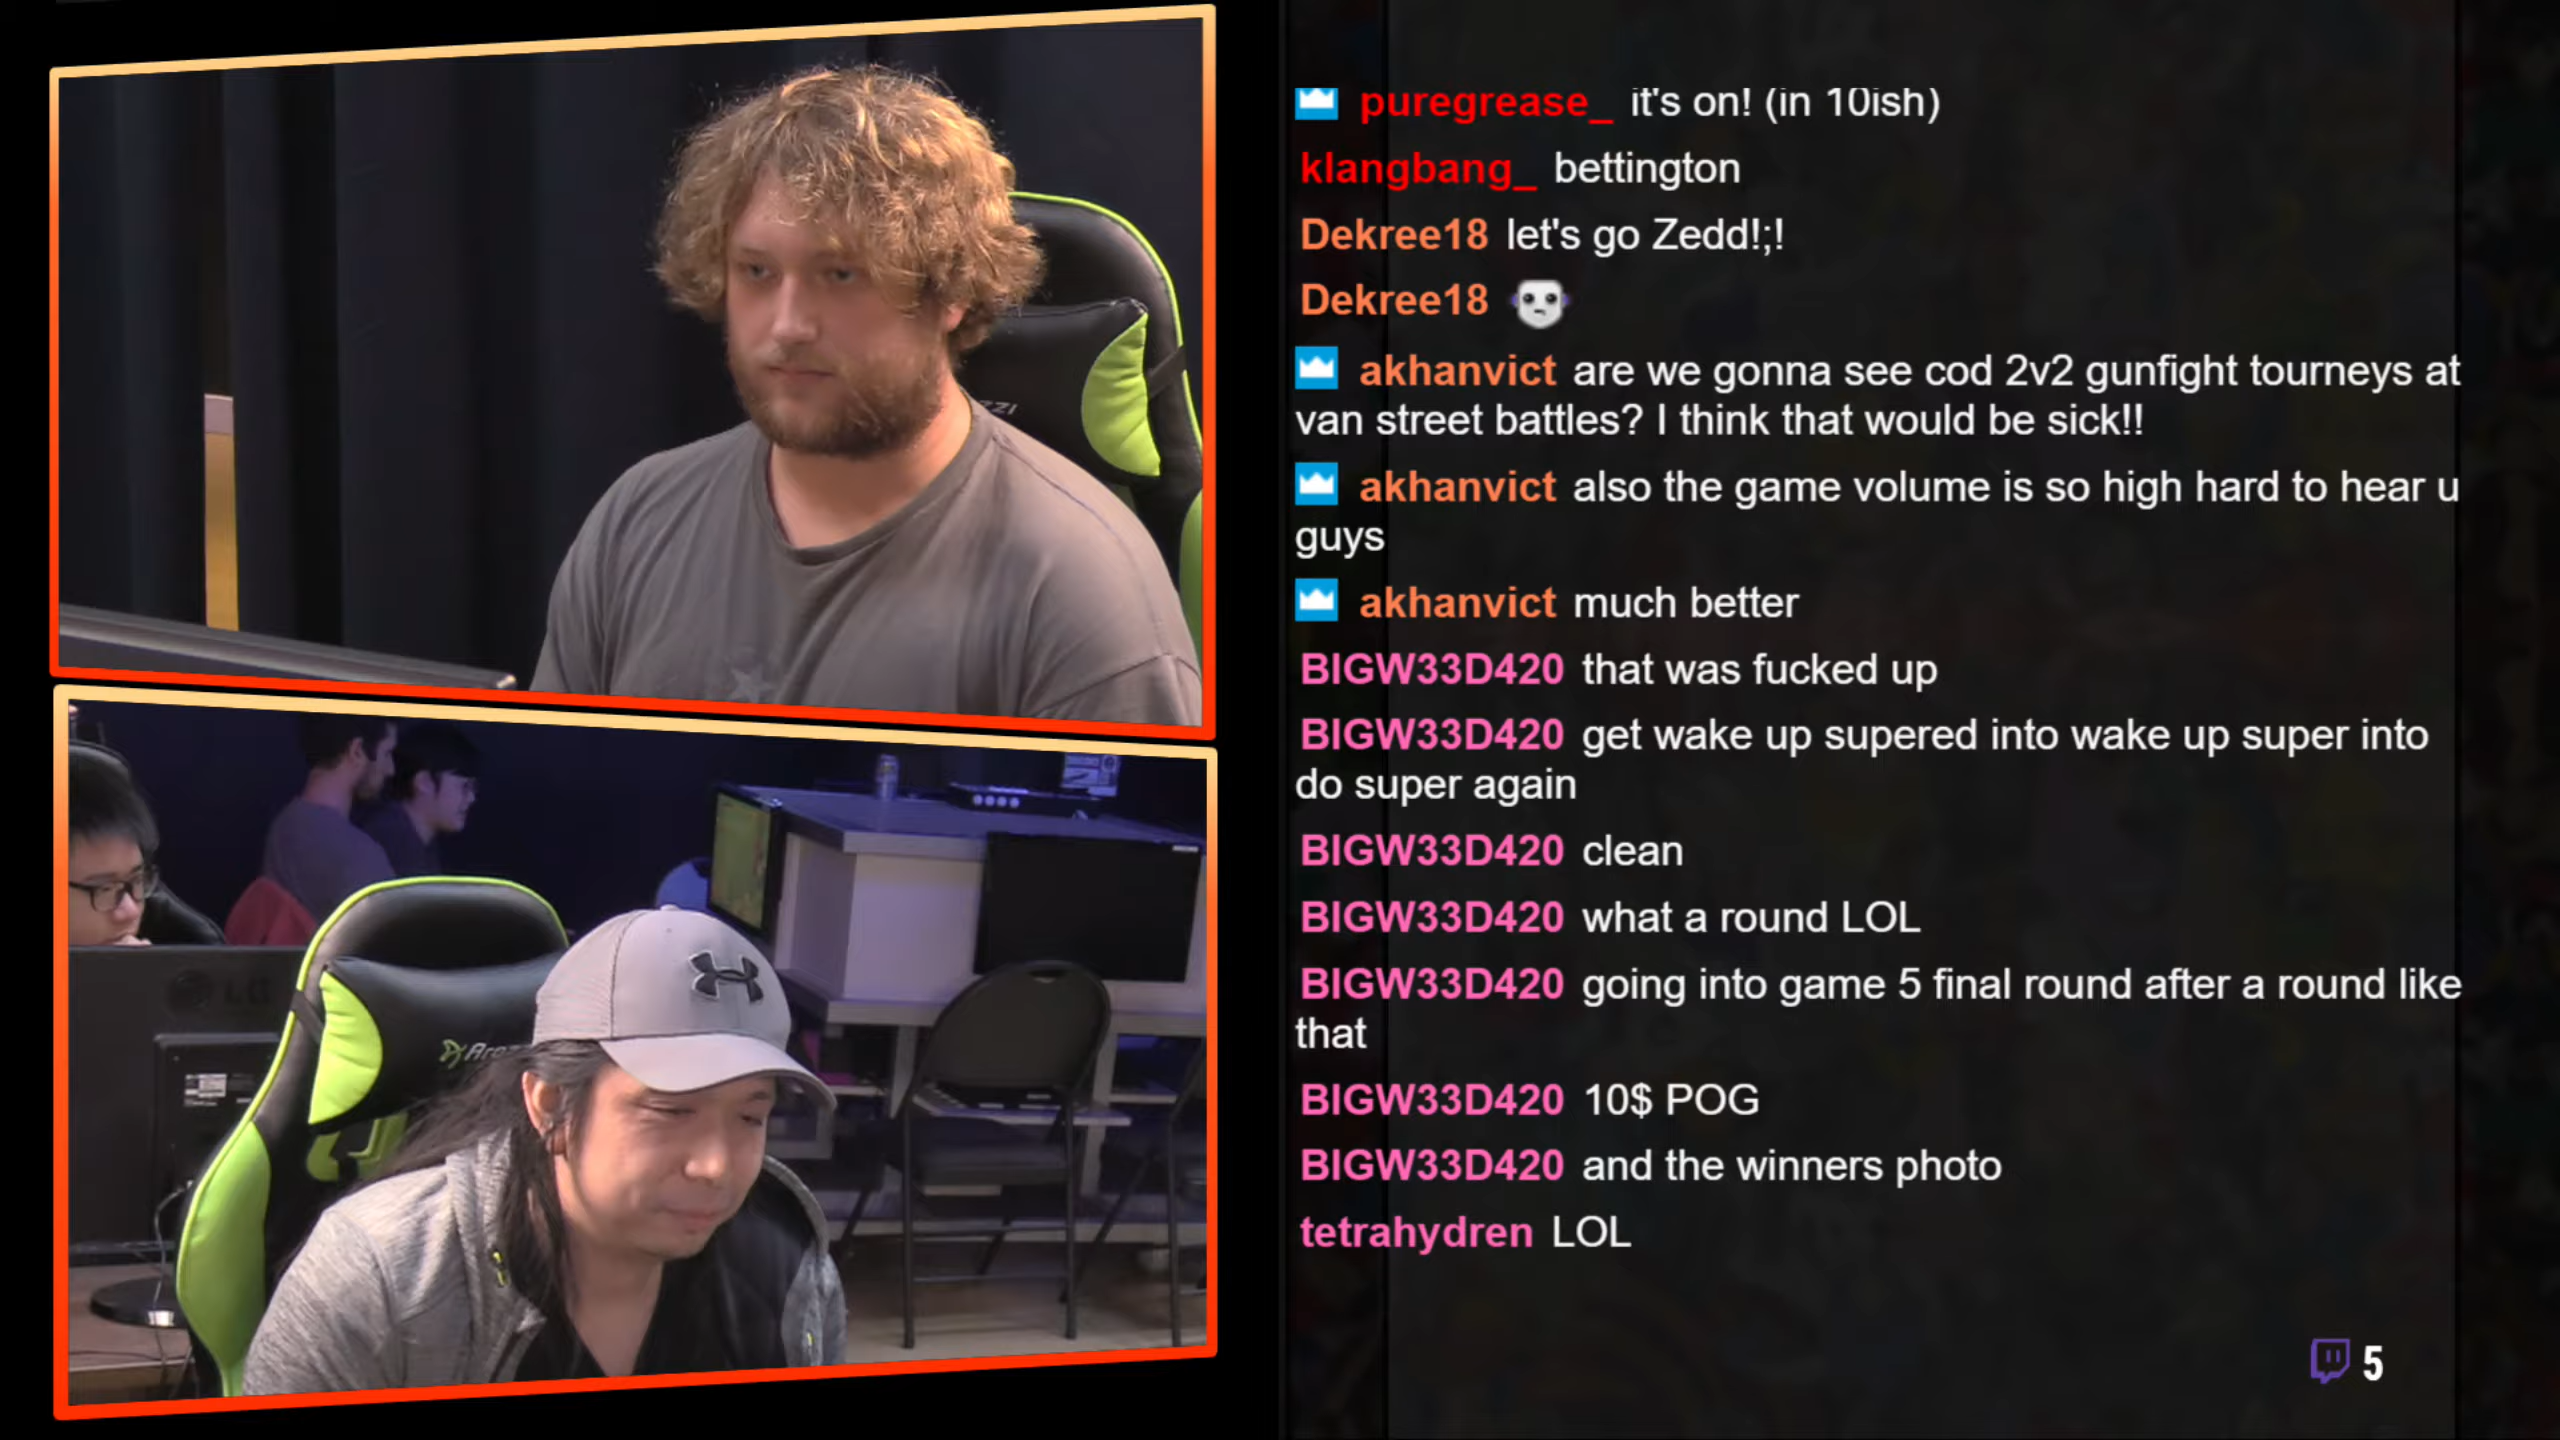 puregrease_ it's on! (in 10ish)
klangbang_ bettington
Dekree18 let's go Zedd!;!
Dekree18
akhanvict are we gonna see cod 2v2 gunfight tourneys at
van street battles? I think that would be sick!!
akhanvict also the game volume is so high hard to hear u
guys
akhanvict much better
BIGW33D420 that was fucked up
BIGW33D420 get wake up supered into wake up super into
do super again
BIGW33D420 clean
BIGW33D420 what a round LOL
BIGW33D420 going into game 5 final round after a round like
that
BIGW33D420 10$ POG
BIGW33D420 and the winners photo
tetrahydren LOL
5
LG